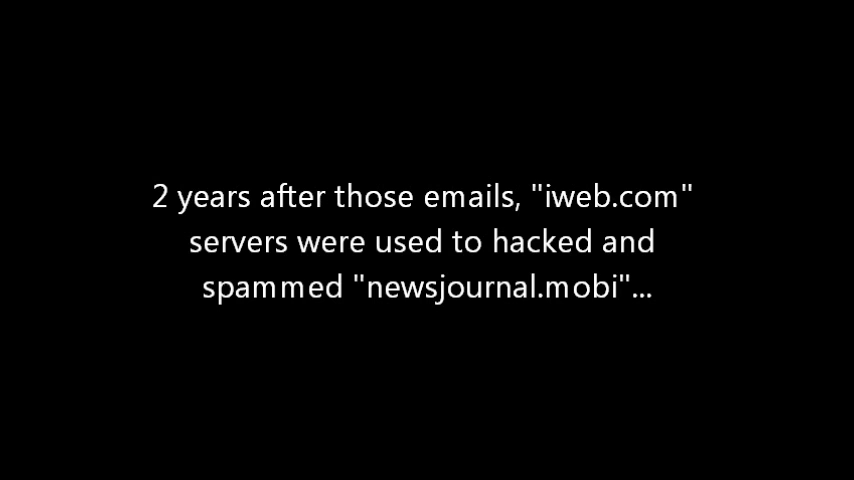 2 years after those emails, "iweb.com"
servers were used to hacked and
spammed "newsjournal.mobi"...